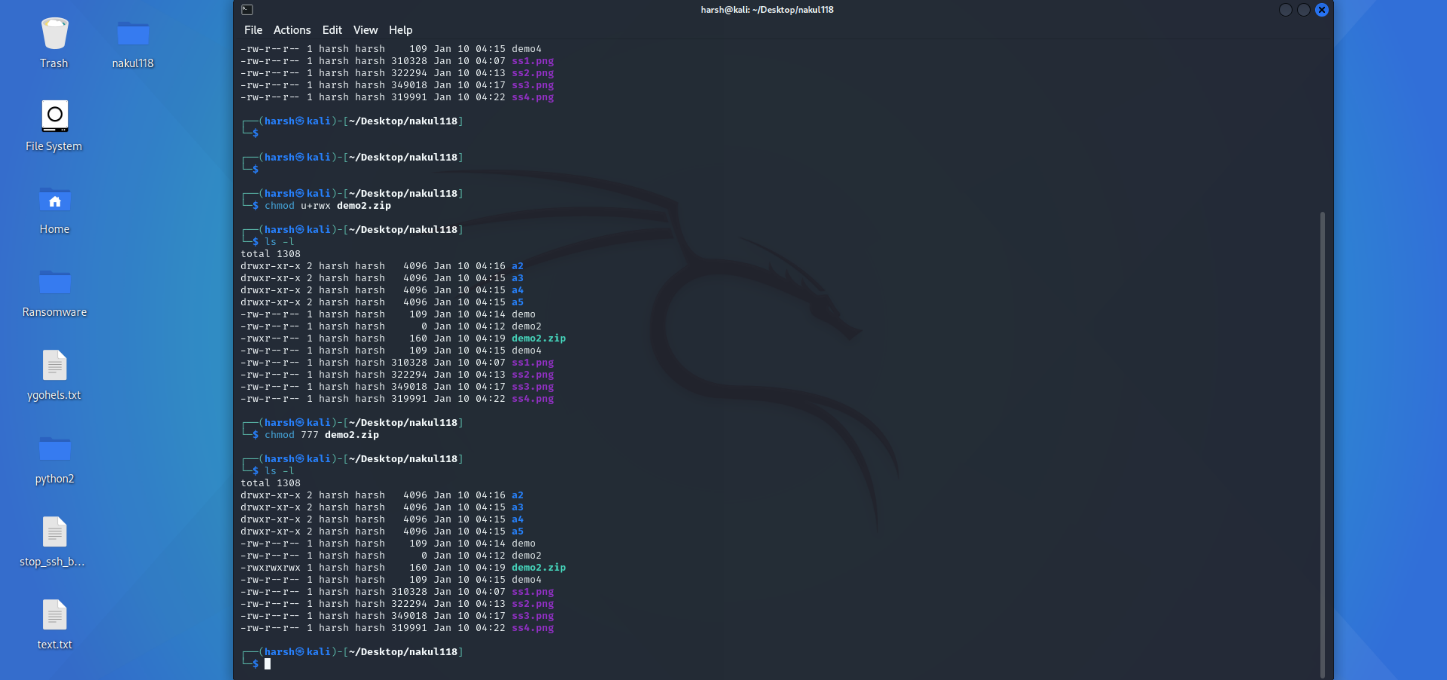 harsh@kali: ~/Desktop/nakul118
File Actions Edit View Help
Trash
nakul118
File System
Home
Ransomware
ygohels.txt
python2
stop_ssh_b...
text.txt
-rw-r--r-- 1 harsh harsh    109 Jan 10 04:15 demo4
-rw-r--r-- 1 harsh harsh 310328 Jan 10 04:07 ss1.png
-rw-r--r-- 1 harsh harsh 322294 Jan 10 04:13 ss2.png
-rw-r--r-- 1 harsh harsh 349018 Jan 10 04:17 ss3.png
-rw-r--r-- 1 harsh harsh 319991 Jan 10 04:22 ss4.png
┌──(harsh㉿kali)-[~/Desktop/nakul118]
└─$
┌──(harsh㉿kali)-[~/Desktop/nakul118]
└─$
┌──(harsh㉿kali)-[~/Desktop/nakul118]
└─$ chmod u+rwx demo2.zip
┌──(harsh㉿kali)-[~/Desktop/nakul118]
└─$ ls -l
total 1308
drwxr-xr-x 2 harsh harsh   4096 Jan 10 04:16 a2
drwxr-xr-x 2 harsh harsh   4096 Jan 10 04:15 a3
drwxr-xr-x 2 harsh harsh   4096 Jan 10 04:15 a4
drwxr-xr-x 2 harsh harsh   4096 Jan 10 04:15 a5
-rw-r--r-- 1 harsh harsh    109 Jan 10 04:14 demo
-rw-r--r-- 1 harsh harsh      0 Jan 10 04:12 demo2
-rwxr--r-- 1 harsh harsh    160 Jan 10 04:19 demo2.zip
-rw-r--r-- 1 harsh harsh    109 Jan 10 04:15 demo4
-rw-r--r-- 1 harsh harsh 310328 Jan 10 04:07 ss1.png
-rw-r--r-- 1 harsh harsh 322294 Jan 10 04:13 ss2.png
-rw-r--r-- 1 harsh harsh 349018 Jan 10 04:17 ss3.png
-rw-r--r-- 1 harsh harsh 319991 Jan 10 04:22 ss4.png
┌──(harsh㉿kali)-[~/Desktop/nakul118]
└─$ chmod 777 demo2.zip
┌──(harsh㉿kali)-[~/Desktop/nakul118]
└─$ ls -l
total 1308
drwxr-xr-x 2 harsh harsh   4096 Jan 10 04:16 a2
drwxr-xr-x 2 harsh harsh   4096 Jan 10 04:15 a3
drwxr-xr-x 2 harsh harsh   4096 Jan 10 04:15 a4
drwxr-xr-x 2 harsh harsh   4096 Jan 10 04:15 a5
-rw-r--r-- 1 harsh harsh    109 Jan 10 04:14 demo
-rw-r--r-- 1 harsh harsh      0 Jan 10 04:12 demo2
-rwxrwxrwx 1 harsh harsh    160 Jan 10 04:19 demo2.zip
-rw-r--r-- 1 harsh harsh    109 Jan 10 04:15 demo4
-rw-r--r-- 1 harsh harsh 310328 Jan 10 04:07 ss1.png
-rw-r--r-- 1 harsh harsh 322294 Jan 10 04:13 ss2.png
-rw-r--r-- 1 harsh harsh 349018 Jan 10 04:17 ss3.png
-rw-r--r-- 1 harsh harsh 319991 Jan 10 04:22 ss4.png
┌──(harsh㉿kali)-[~/Desktop/nakul118]
└─$